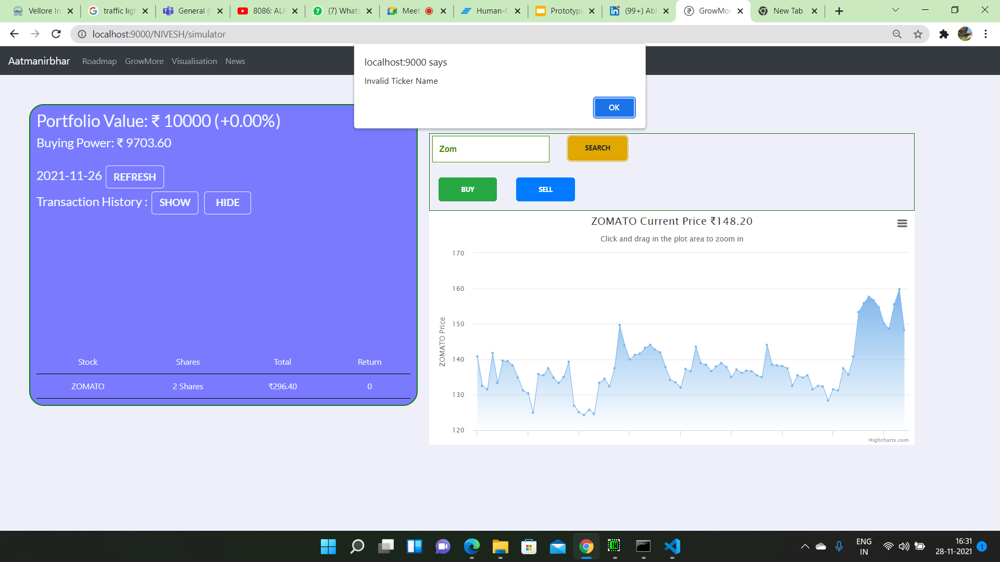 Vellore In
traffic ligh
General (
8086: ALP
(7) Whats
Meet
Human-C
Prototypi
(99+) Abl
GrowMor
New Tab
localhost:9000/NIVESH/simulator
Aatmanirbhar
Roadmap
GrowMore
Visualisation
News
localhost:9000 says
Invalid Ticker Name
OK
Portfolio Value: ₹ 10000 (+0.00%)
Buying Power: ₹ 9703.60
2021-11-26 REFRESH
Transaction History : SHOW HIDE
Stock Shares Total Return
ZOMATO 2 Shares ₹296.40 0
Zom
SEARCH
BUY SELL
ZOMATO Current Price ₹148.20
Click and drag in the plot area to zoom in
ZOMATO Price
170
160
150
140
130
120
Highcharts.com
ENG
IN
16:31
28-11-2021
1